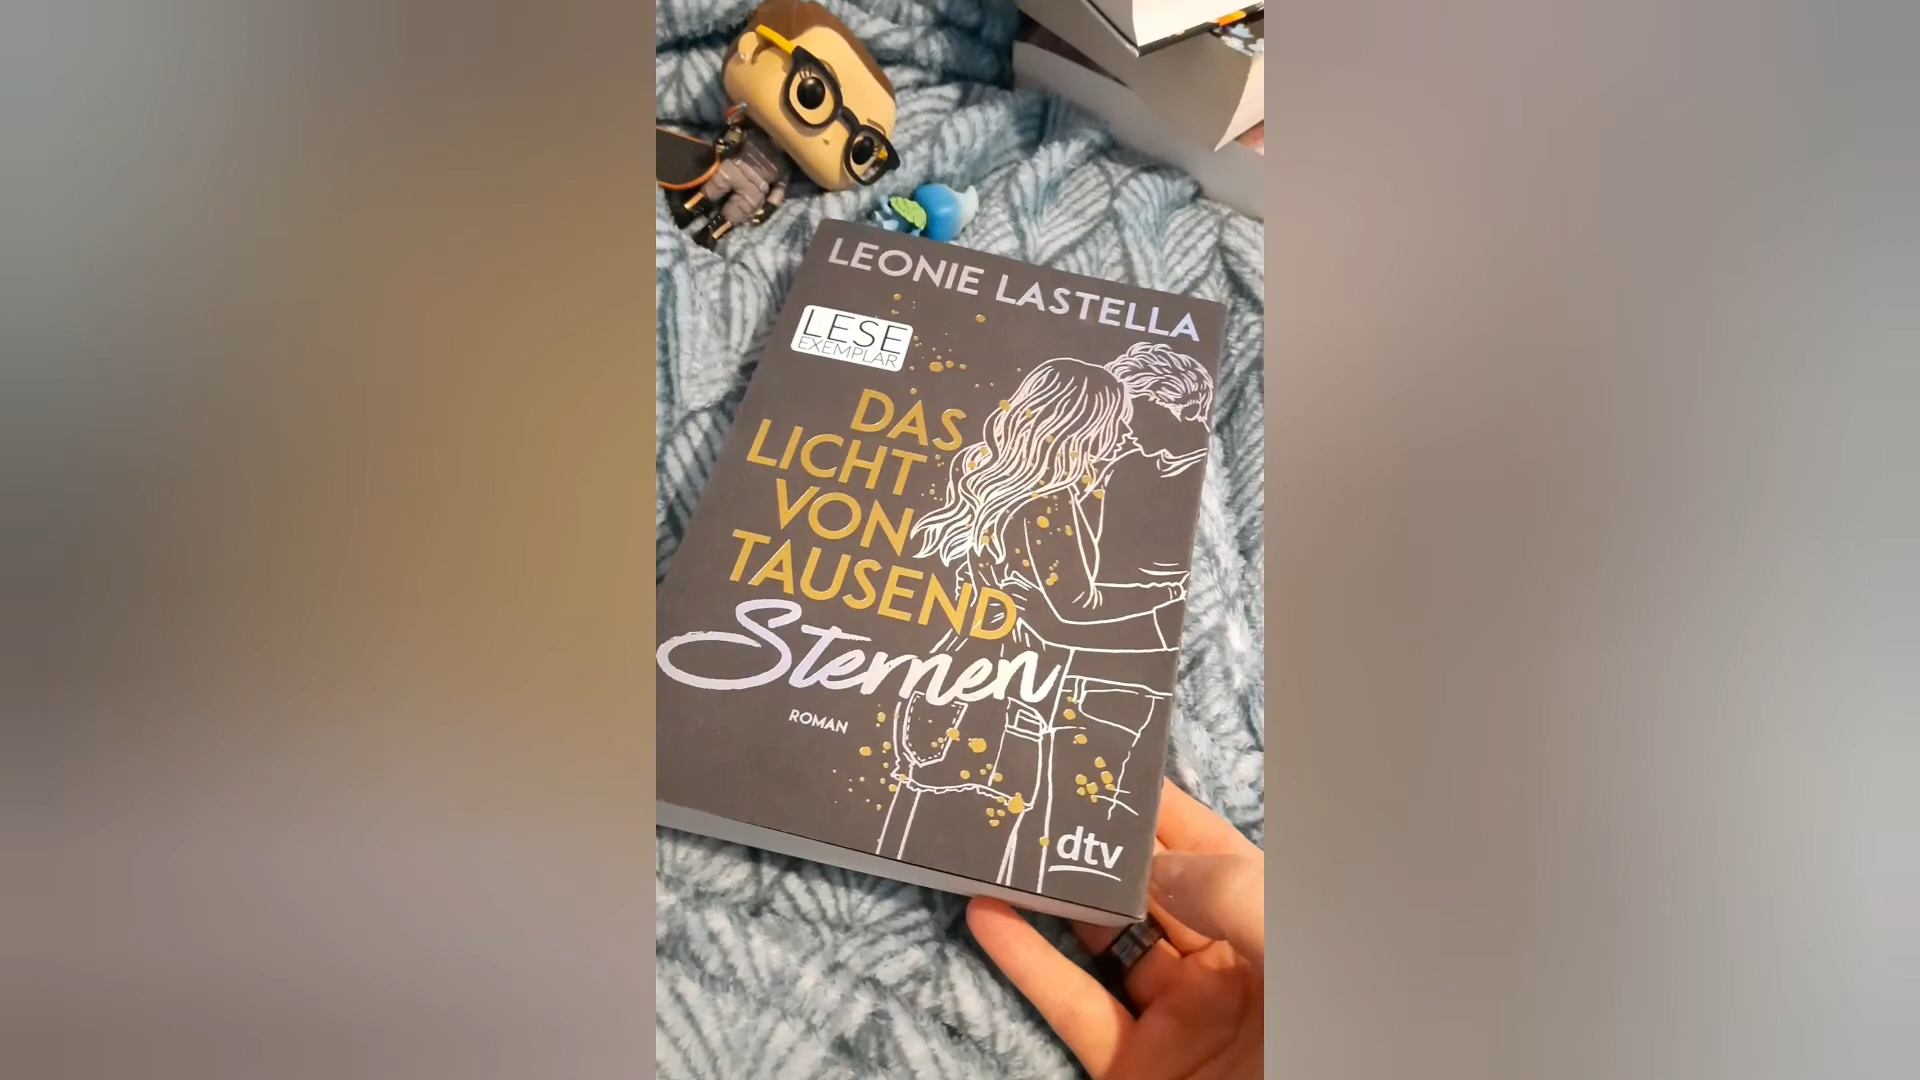 LEONIE LASTELLA
LESE
EXEMPLAR
DAS
LICHT
VON
TAUSEND
Sternen
ROMAN
dtv